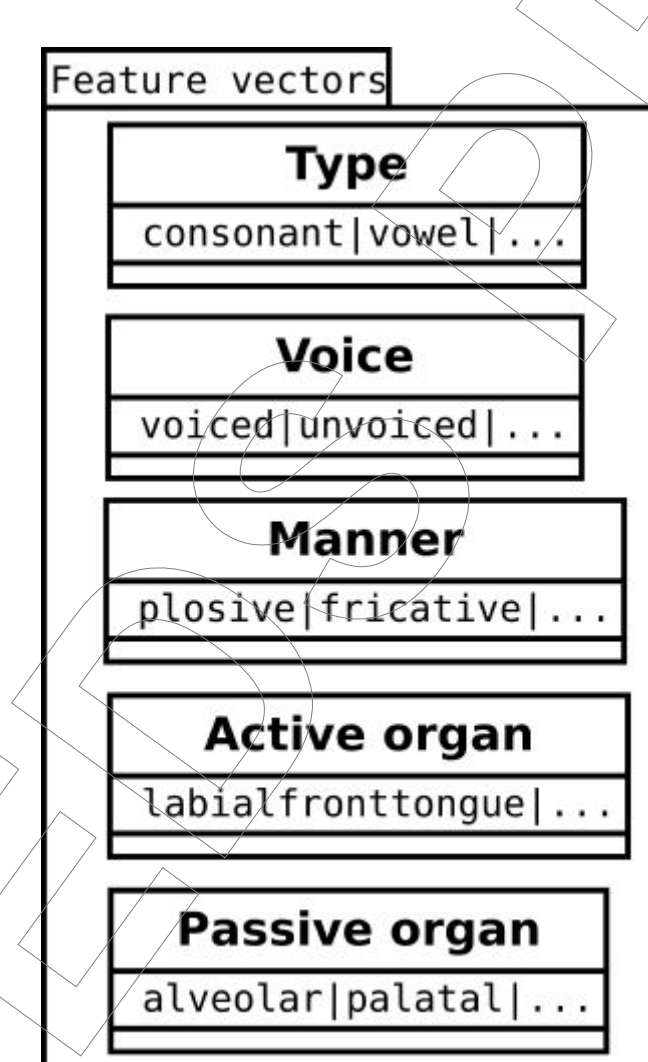 Feature vectors
Type
consonant|vowel|...
Voice
voiced|unvoiced|...
Manner
plosive|fricative|...
Active organ
labialfronttongue|...
Passive organ
alveolar|palatal|...